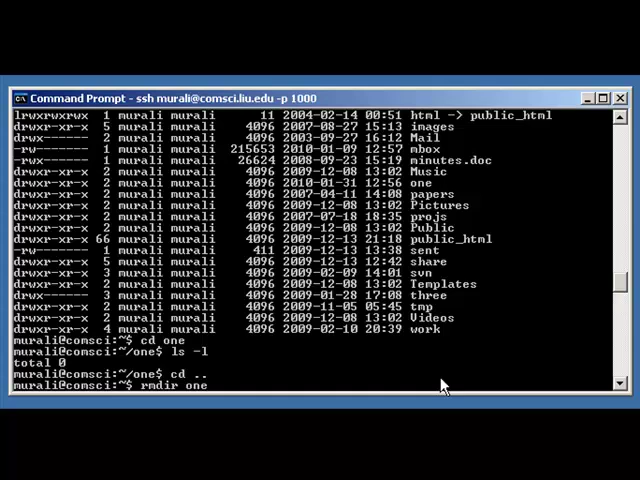 Command Prompt - ssh murali@comsci.liu.edu -p 1000
lrwxrwxrwx 1 murali murali 11 2004-02-14 00:51 html -> public_html
drwxr-xr-x 5 murali murali 4096 2007-08-27 15:13 images
drwxr-xr-x 2 murali murali 4096 2003-09-27 16:12 Mail
-rw------- 1 murali murali 215653 2010-01-09 12:57 mbox
-rwx------ 1 murali murali 26624 2008-09-23 15:19 minutes.doc
drwxr-xr-x 2 murali murali 4096 2009-12-08 13:02 Music
drwxr-xr-x 2 murali murali 4096 2010-01-31 12:56 one
drwxr-xr-x 2 murali murali 4096 2007-04-11 14:08 papers
drwxr-xr-x 2 murali murali 4096 2009-12-08 13:02 Pictures
drwxr-xr-x 2 murali murali 4096 2007-07-18 18:35 projs
drwxr-xr-x 2 murali murali 4096 2009-12-08 13:02 Public
drwxr-xr-x 66 murali murali 4096 2009-12-13 21:18 public_html
-rw------- 1 murali murali 411 2009-12-13 13:38 sent
drwxr-xr-x 2 murali murali 4096 2009-12-13 12:52 share
drwxr-xr-x 3 murali murali 4096 2009-02-09 14:01 svn
drwxr-xr-x 2 murali murali 4096 2009-12-08 13:02 Templates
drwx------ 3 murali murali 4096 2009-01-28 17:08 three
drwxr-xr-x 2 murali murali 4096 2009-11-05 05:45 tmp
drwxr-xr-x 2 murali murali 4096 2009-12-08 13:02 Videos
drwxr-xr-x 4 murali murali 4096 2009-02-10 20:39 work
murali@comsci:~$ cd one
murali@comsci:~/one$ ls -l
total 0
murali@comsci:~/one$ cd ..
murali@comsci:~$ rmdir one